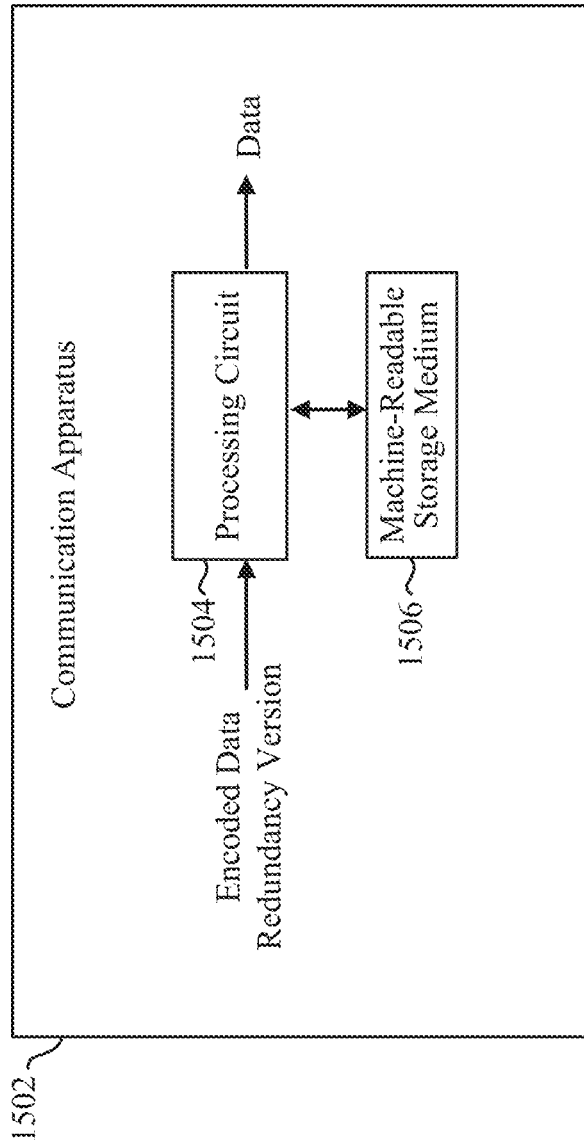 1502
Communication Apparatus
Encoded Data
Redundancy Version
1504
Processing Circuit
Data
1506
Machine-Readable
Storage Medium